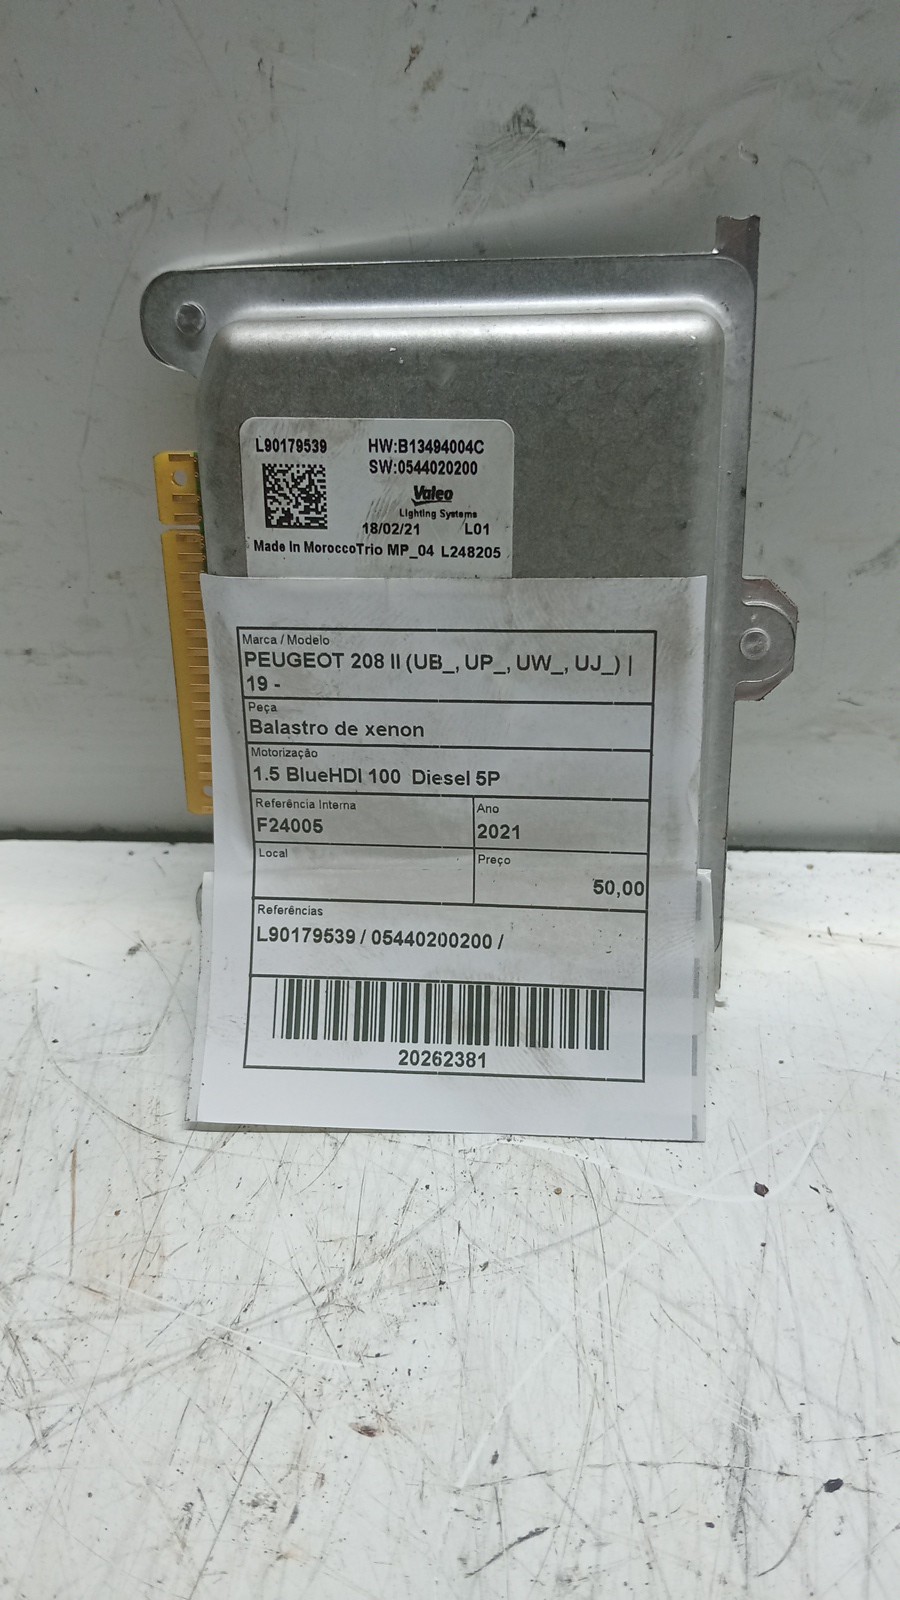 L90179539 HW:B13494004C
SW:0544020200
Valeo
Lighting Systems
18/02/21 L01
Made In MoroccoTrio MP_04 L248205
Marca / Modelo
PEUGEOT 208 II (UB_, UP_, UW_, UJ_) |
19 -
Peça
Balastro de xenon
Motorização
1.5 BlueHDI 100 Diesel 5P
Referência Interna
F24005
Ano
2021
Local
Preço
50,00
Referências
L90179539 / 05440200200 /
20262381